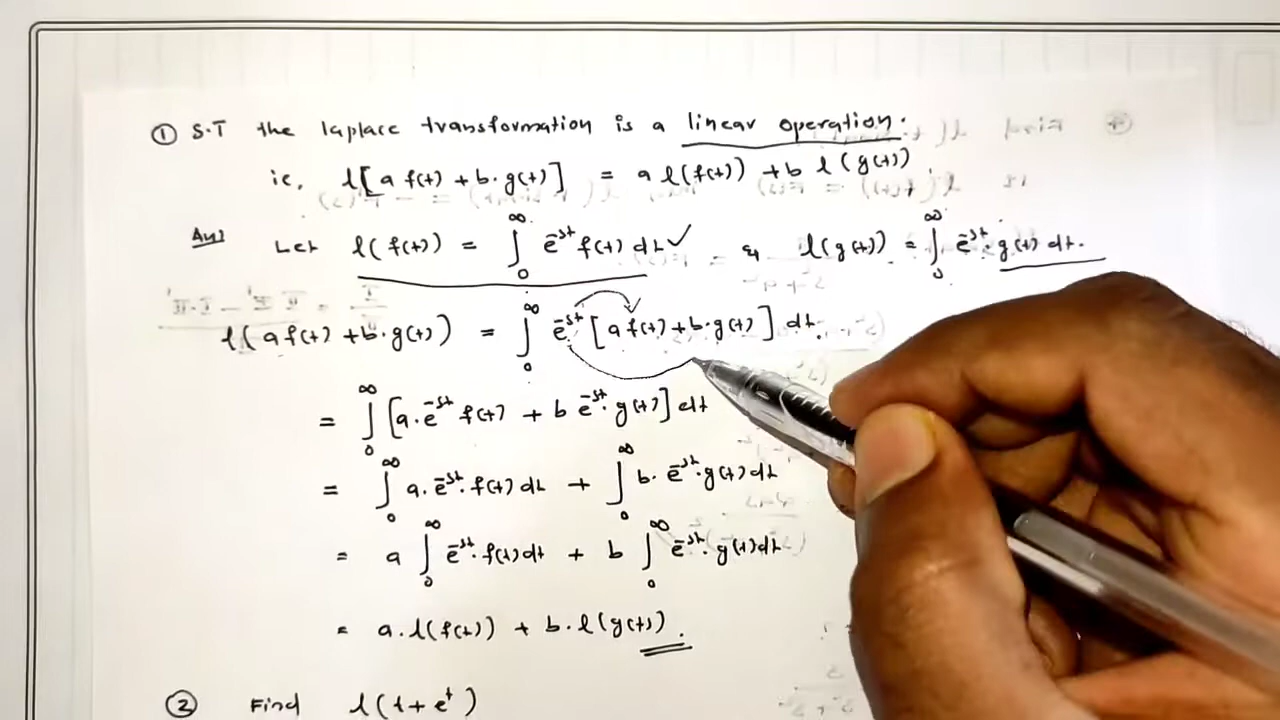 ① S.T the laplace transformation is a linear operation.
ie, l[a f(t) + b. g(t)] = a l(f(t)) + b l(g(t)).
Ans Let l(f(t)) = ∫₀^∞ e^-st f(t) dt ✓ & l(g(t)) = ∫₀^∞ e^-st. g(t) dt.
l(a f(t) + b. g(t)) = ∫₀^∞ e^-st [a f(t) + b. g(t)] dt.
= ∫₀^∞ [a. e^-st f(t) + b e^-st. g(t)] dt
= ∫₀^∞ a. e^-st. f(t) dt + ∫₀^∞ b. e^-st. g(t) dt
= a ∫₀^∞ e^-st. f(t) dt + b ∫₀^∞ e^-st. g(t) dt
= a. l(f(t)) + b. l(g(t)).
② Find l(t + e^t)